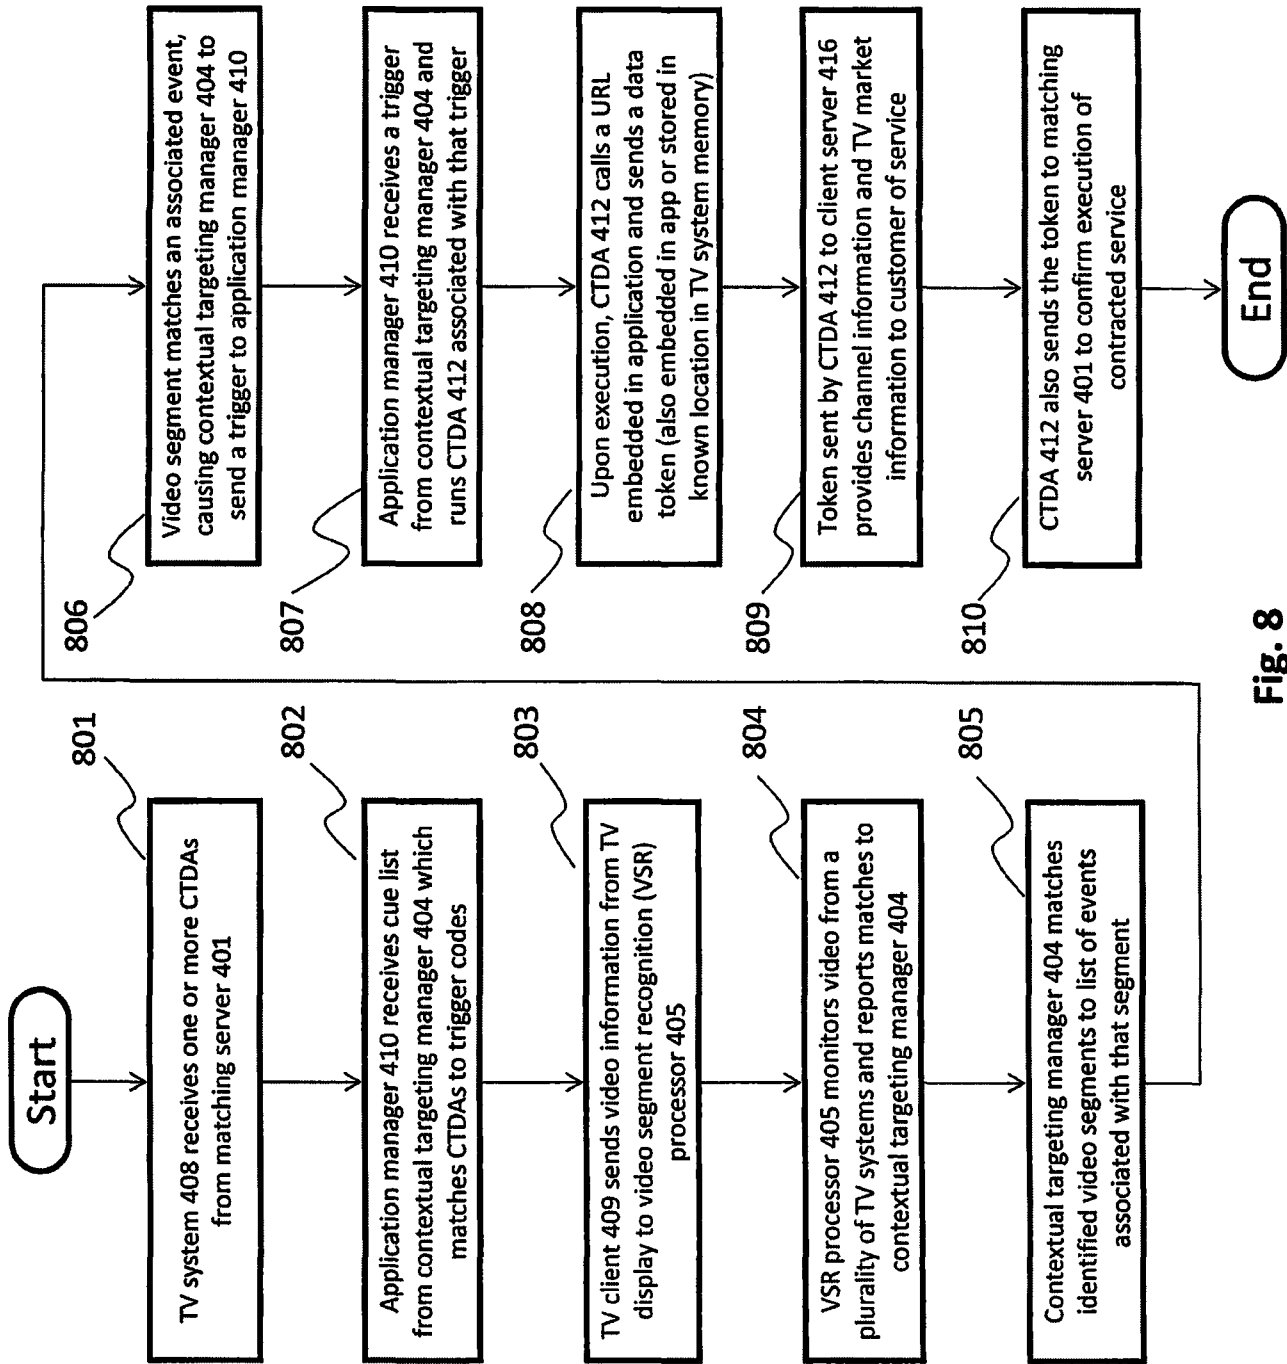 Start
801
TV system 408 receives one or more CTDAs
from matching server 401
802
Application manager 410 receives cue list
from contextual targeting manager 404 which
matches CTDAs to trigger codes
803
TV client 409 sends video information from TV
display to video segment recognition (VSR)
processor 405
804
VSR processor 405 monitors video from a
plurality of TV systems and reports matches to
contextual targeting manager 404
805
Contextual targeting manager 404 matches
identified video segments to list of events
associated with that segment
806
Video segment matches an associated event,
causing contextual targeting manager 404 to
send a trigger to application manager 410
807
Application manager 410 receives a trigger
from contextual targeting manager 404 and
runs CTDA 412 associated with that trigger
808
Upon execution, CTDA 412 calls a URL
embedded in application and sends a data
token (also embedded in app or stored in
known location in TV system memory)
809
Token sent by CTDA 412 to client server 416
provides channel information and TV market
information to customer of service
810
CTDA 412 also sends the token to matching
server 401 to confirm execution of
contracted service
End
Fig. 8